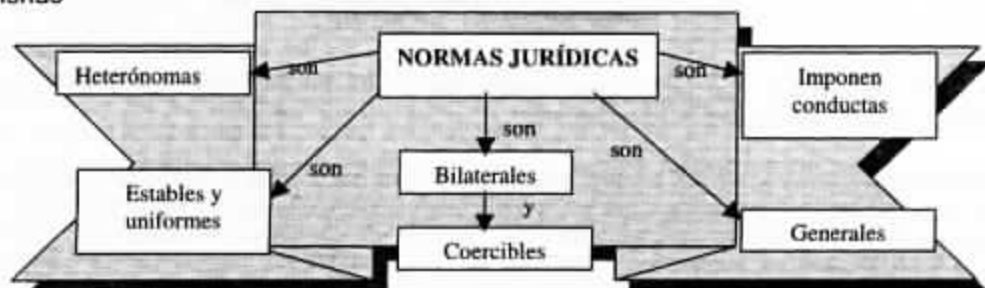 NORMAS JURÍDICAS
son
Heterónomas
son
Imponen
conductas
son
Estables y
uniformes
son
Bilaterales
y
Coercibles
son
Generales